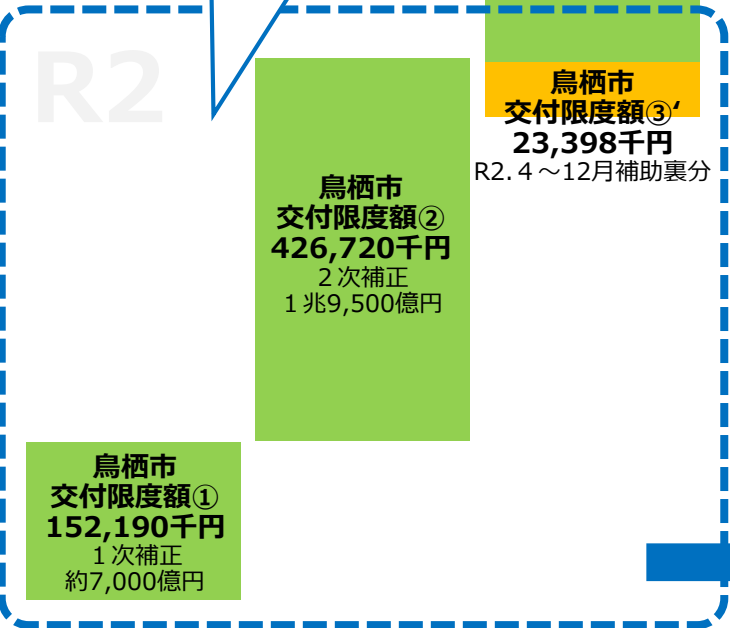 R2
鳥栖市
交付限度額③‘
23,398千円
R2.４～12月補助裏分
鳥栖市
交付限度額②
426,720千円
２次補正
１兆9,500億円
鳥栖市
交付限度額①
152,190千円
１次補正
約7,000億円